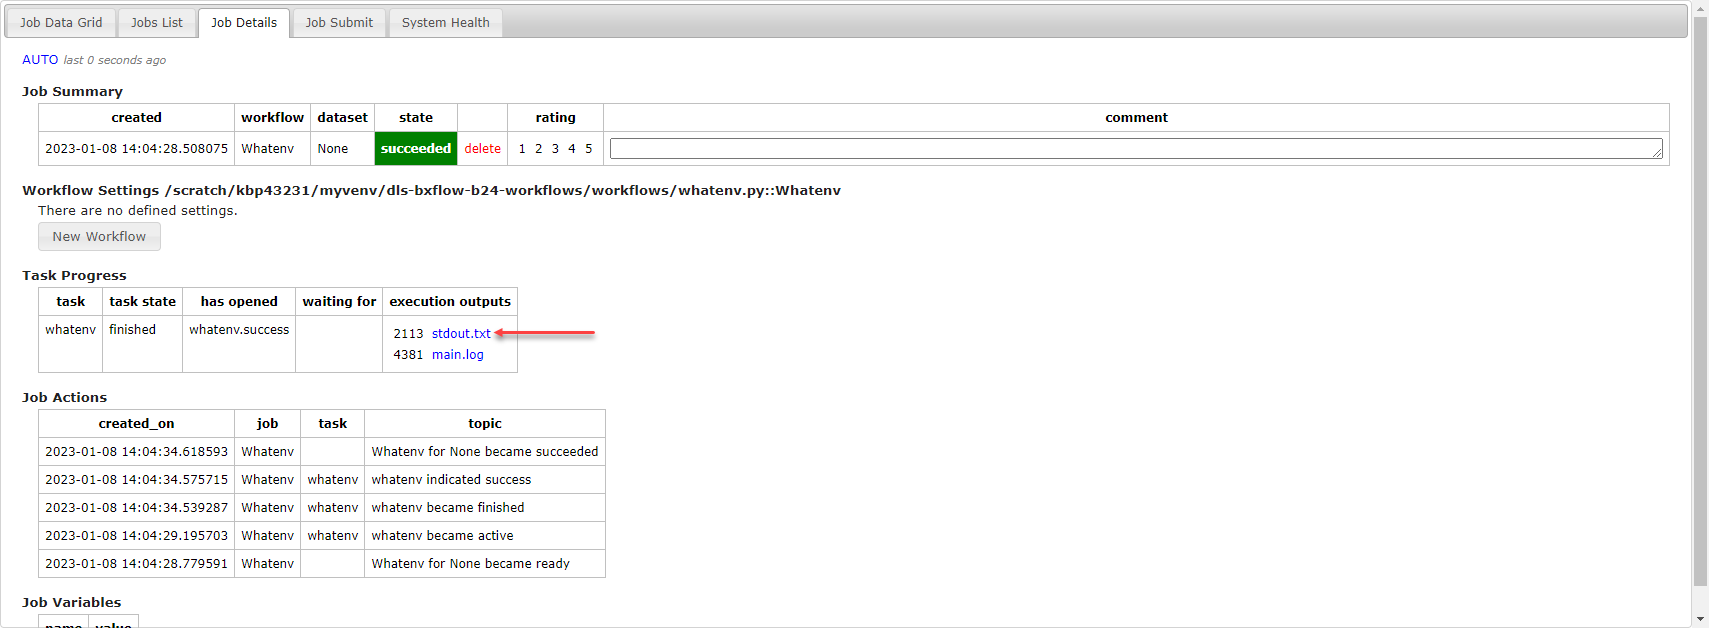 Job Data Grid Jobs List Job Details Job Submit System Health
AUTO last 0 seconds ago
Job Summary
created workflow dataset state rating comment
2023-01-08 14:04:28.508075 Whatenv None succeeded delete 1 2 3 4 5
Workflow Settings /scratch/kbp43231/myvenv/dls-bxflow-b24-workflows/workflows/whatenv.py::Whatenv
There are no defined settings.
New Workflow
Task Progress
task task state has opened waiting for execution outputs
whatenv finished whatenv.success 2113 stdout.txt
4381 main.log
Job Actions
created_on job task topic
2023-01-08 14:04:34.618593 Whatenv Whatenv for None became succeeded
2023-01-08 14:04:34.575715 Whatenv whatenv whatenv indicated success
2023-01-08 14:04:34.539287 Whatenv whatenv whatenv became finished
2023-01-08 14:04:29.195703 Whatenv whatenv whatenv became active
2023-01-08 14:04:28.779591 Whatenv Whatenv for None became ready
Job Variables
name value